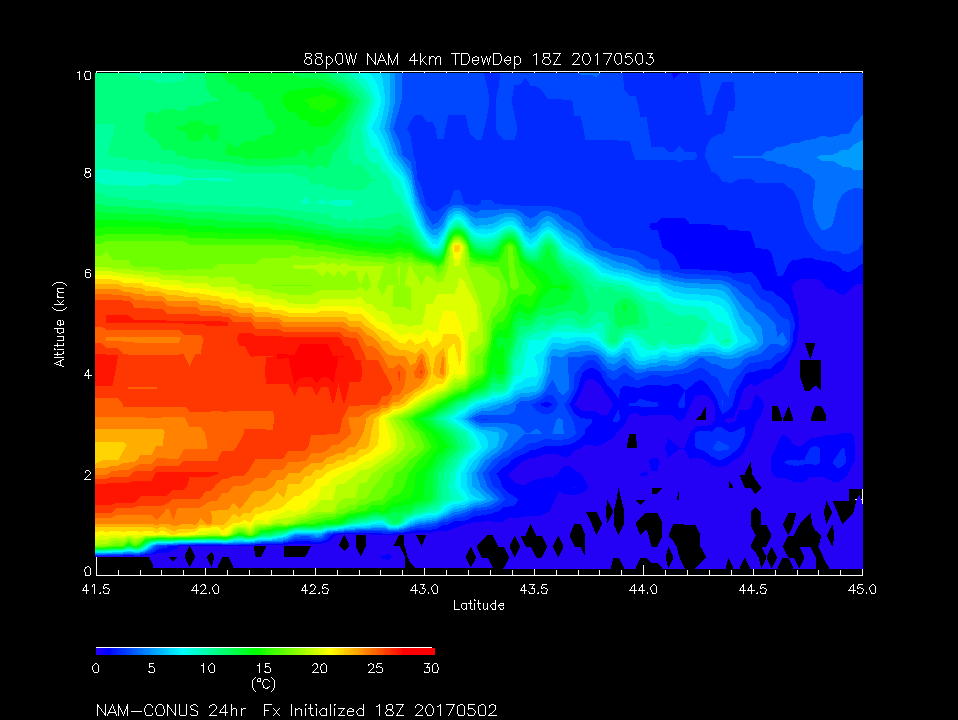 88p0W NAM 4km TDewDep 18Z 20170503
10
8
6
4
2
0
Altitude (km)
41.5 42.0 42.5 43.0 43.5 44.0 44.5 45.0
Latitude
0 5 10 15 20 25 30
(°C)
NAM-CONUS 24hr Fx Initialized 18Z 20170502